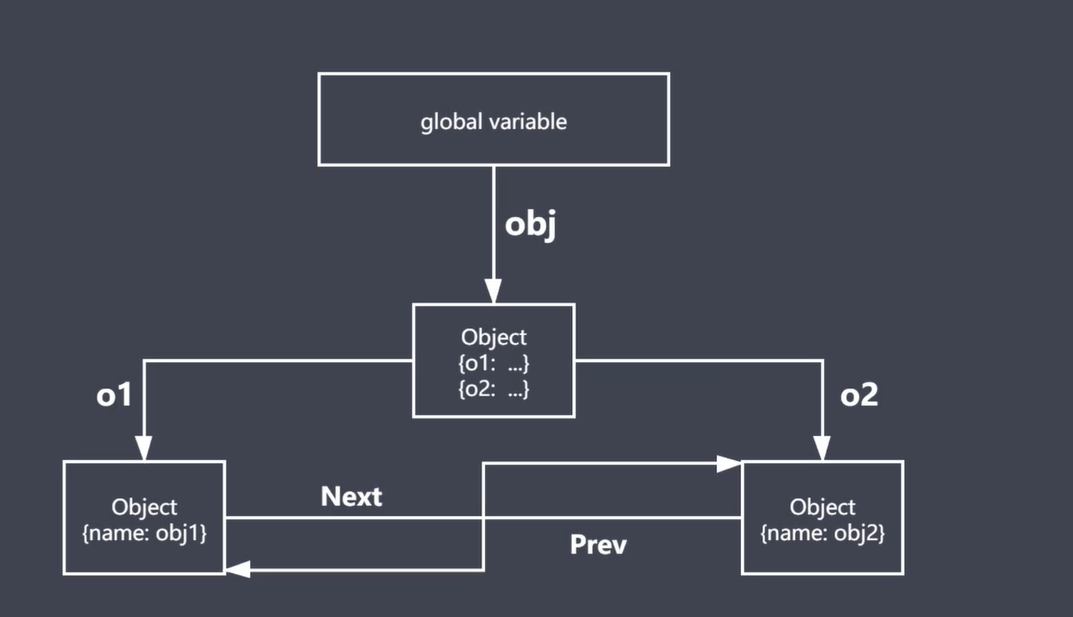 global variable
obj
Object
{o1: ...}
{o2: ...}
o1
o2
Object
{name: obj1}
Next
Prev
Object
{name: obj2}